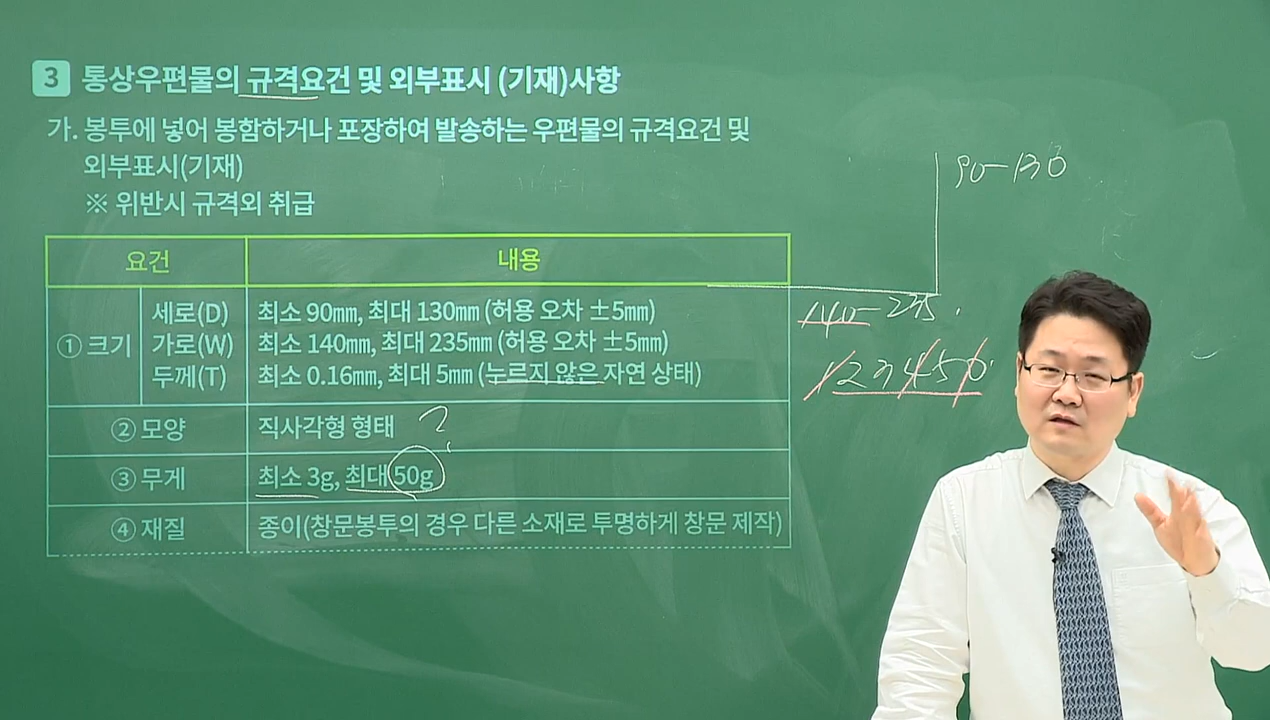 3 통상우편물의 규격요건 및 외부표시 (기재)사항
가. 봉투에 넣어 봉함하거나 포장하여 발송하는 우편물의 규격요건 및
외부표시(기재)
※ 위반시 규격외 취급
요건 내용
① 크기
세로(D) 최소 90㎜, 최대 130㎜ (허용 오차 ±5㎜)
가로(W) 최소 140㎜, 최대 235㎜ (허용 오차 ±5㎜)
두께(T) 최소 0.16㎜, 최대 5㎜ (누르지 않은 자연 상태)
② 모양 직사각형 형태
③ 무게 최소 3g, 최대 50g
④ 재질 종이(창문봉투의 경우 다른 소재로 투명하게 창문 제작)
90-130
140-235
123450